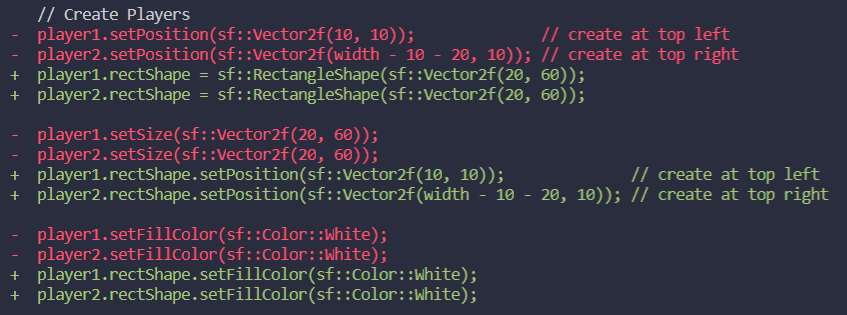 // Create Players
- player1.setPosition(sf::Vector2f(10, 10));              // create at top left
- player2.setPosition(sf::Vector2f(width - 10 - 20, 10)); // create at top right
+ player1.rectShape = sf::RectangleShape(sf::Vector2f(20, 60));
+ player2.rectShape = sf::RectangleShape(sf::Vector2f(20, 60));
- player1.setSize(sf::Vector2f(20, 60));
- player2.setSize(sf::Vector2f(20, 60));
+ player1.rectShape.setPosition(sf::Vector2f(10, 10));              // create at top left
+ player2.rectShape.setPosition(sf::Vector2f(width - 10 - 20, 10)); // create at top right
- player1.setFillColor(sf::Color::White);
- player2.setFillColor(sf::Color::White);
+ player1.rectShape.setFillColor(sf::Color::White);
+ player2.rectShape.setFillColor(sf::Color::White);